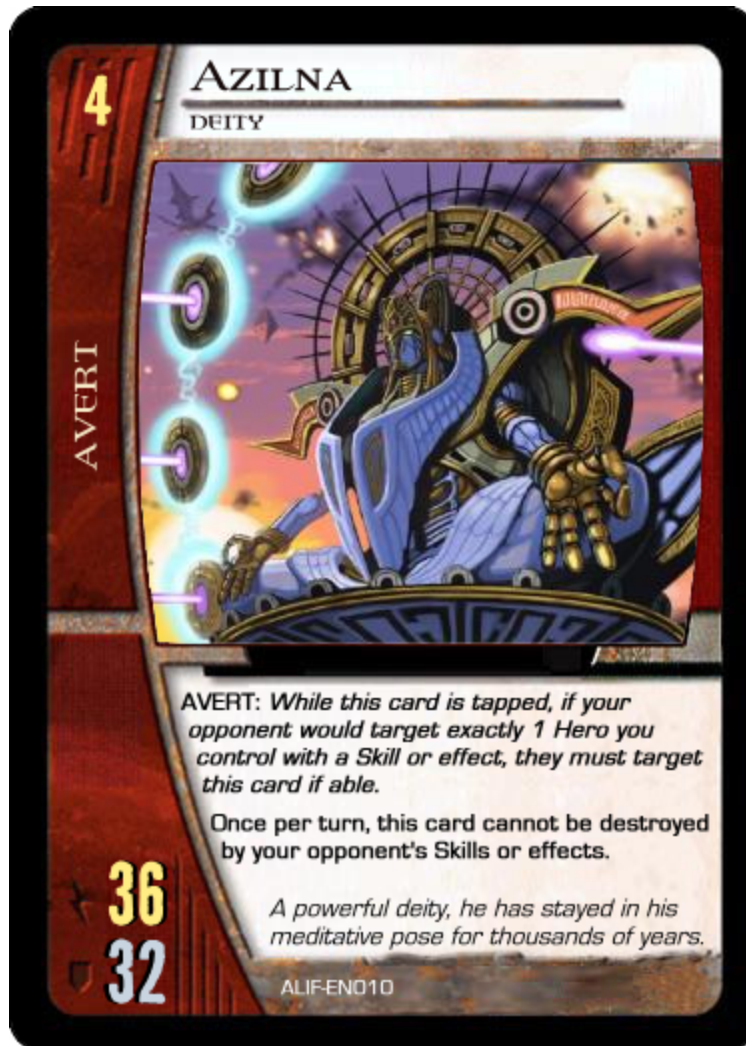 4
AZILNA
DEITY
AVERT
AVERT: While this card is tapped, if your
opponent would target exactly 1 Hero you
control with a Skill or effect, they must target
this card if able.
Once per turn, this card cannot be destroyed
by your opponent's Skills or effects.
36
A powerful deity, he has stayed in his
meditative pose for thousands of years.
32
ALIF-EN010